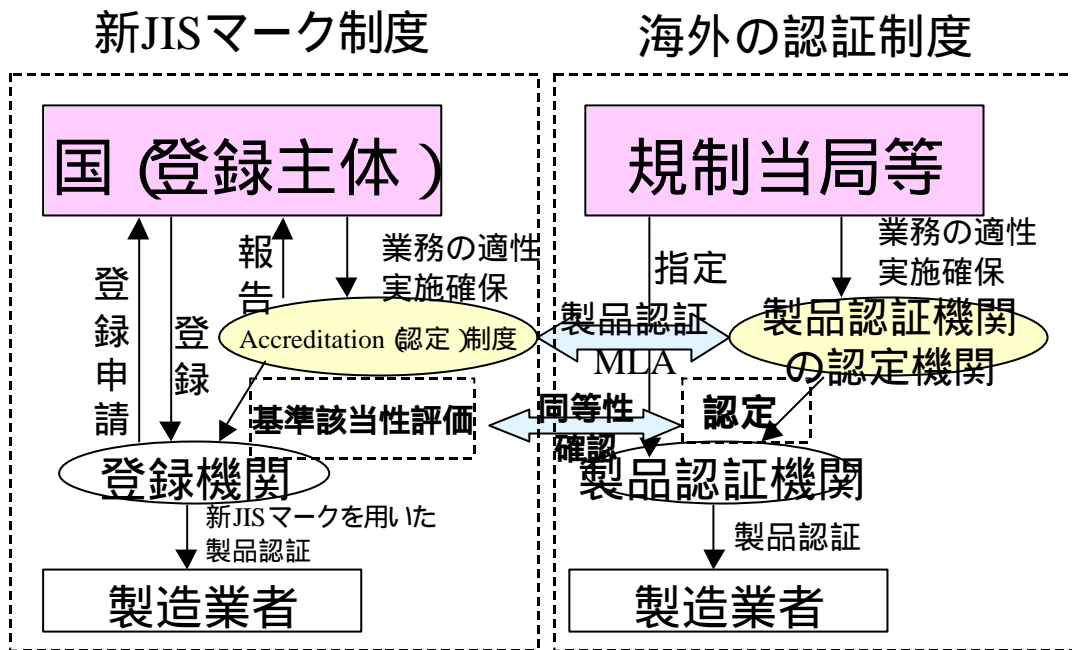 新JISマーク制度
国（登録主体）
登録申請
登録
報告
業務の適性
実施確保
Accreditation（認定）制度
基準該当性評価
登録機関
新JISマークを用いた
製品認証
製造業者
製品認証
MLA
同等性
確認
海外の認証制度
規制当局等
指定
業務の適性
実施確保
製品認証機関
の認定機関
認定
製品認証機関
製品認証
製造業者